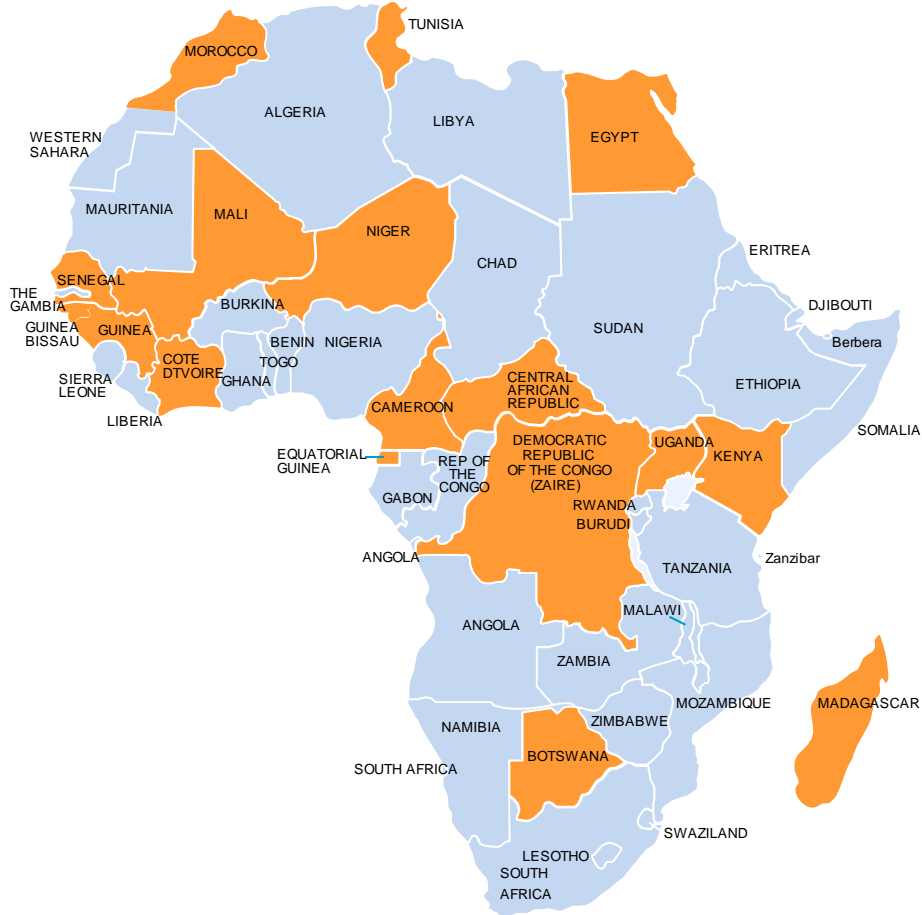 TUNISIA
MOROCCO
ALGERIA
LIBYA
EGYPT
WESTERN
SAHARA
MAURITANIA
MALI
NIGER
CHAD
ERITREA
SENEGAL
THE
GAMBIA
BURKINA
DJIBOUTI
GUINEA
BISSAU
GUINEA
BENIN
NIGERIA
SUDAN
Berbera
COTE
DTVOIRE
TOGO
GHANA
SIERRA
LEONE
CENTRAL
AFRICAN
REPUBLIC
ETHIOPIA
LIBERIA
CAMEROON
SOMALIA
EQUATORIAL
GUINEA
REP OF
THE
CONGO
DEMOCRATIC
REPUBLIC
OF THE CONGO
(ZAIRE)
UGANDA
KENYA
GABON
RWANDA
BURUDI
ANGOLA
TANZANIA
Zanzibar
ANGOLA
MALAWI
ZAMBIA
MOZAMBIQUE
MADAGASCAR
NAMIBIA
ZIMBABWE
BOTSWANA
SOUTH AFRICA
SWAZILAND
LESOTHO
SOUTH
AFRICA